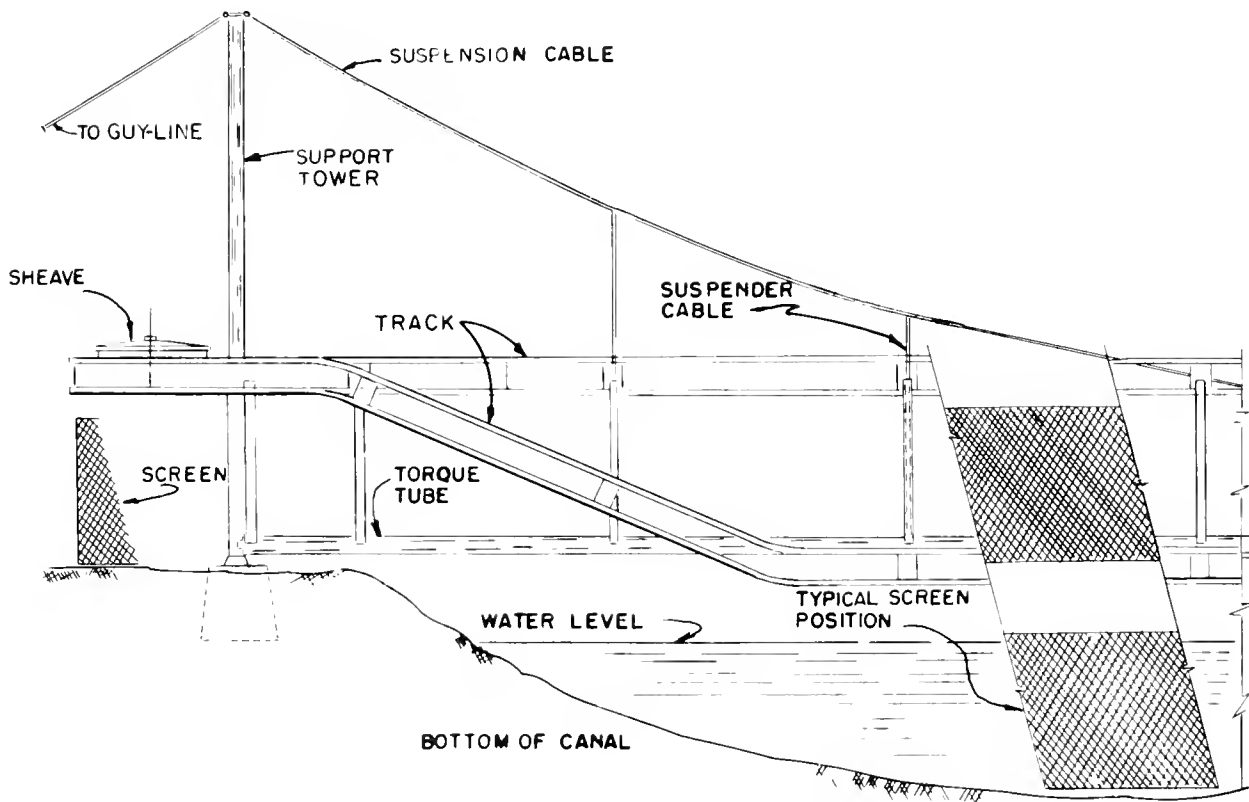 SUSPENSION CABLE
TO GUY-LINE
SUPPORT
TOWER
SHEAVE
SUSPENDER
CABLE
TRACK
SCREEN
TORQUE
TUBE
TYPICAL SCREEN
POSITION
WATER LEVEL
BOTTOM OF CANAL